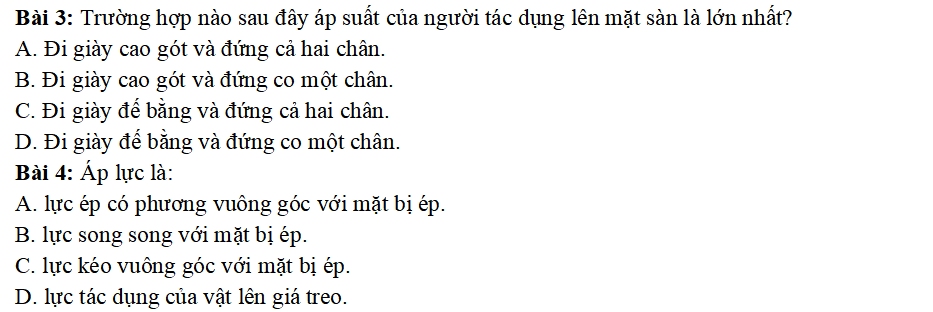 Bài 3: Trường hợp nào sau đây áp suất của người tác dụng lên mặt sàn là lớn nhất?
A. Đi giày cao gót và đứng cả hai chân.
B. Đi giày cao gót và đứng co một chân.
C. Đi giày đế bằng và đứng cả hai chân.
D. Đi giày đế bằng và đứng co một chân.
Bài 4: Áp lực là:
A. lực ép có phương vuông góc với mặt bị ép.
B. lực song song với mặt bị ép.
C. lực kéo vuông góc với mặt bị ép.
D. lực tác dụng của vật lên giá treo.